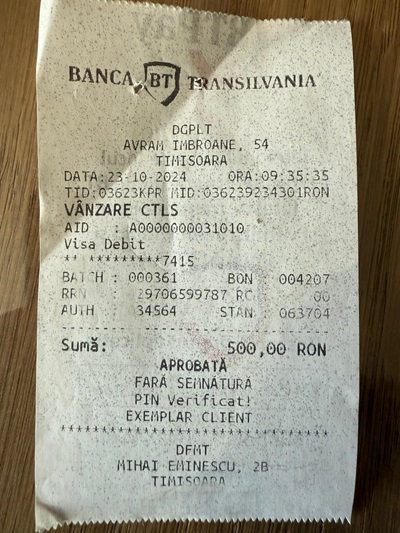 BANCA BT TRANSILVANIA
DGPLT
AVRAM IMBROANE, 54
TIMISOARA
DATA:23-10-2024 ORA:09:35:35
TID:03623KPR MID:036239234301RON
VÂNZARE CTLS
AID : A0000000031010
Visa Debit
** *********7415
BATCH : 000361 BON : 004207
RRN : 29706599787 RC : 00
AUTH : 34564 STAN : 063704
Sumă: 500,00 RON
APROBATĂ
FARĂ SEMNĂTURĂ
PIN Verificat!
EXEMPLAR CLIENT
********************************
DFMT
MIHAI EMINESCU, 2B
TIMISOARA